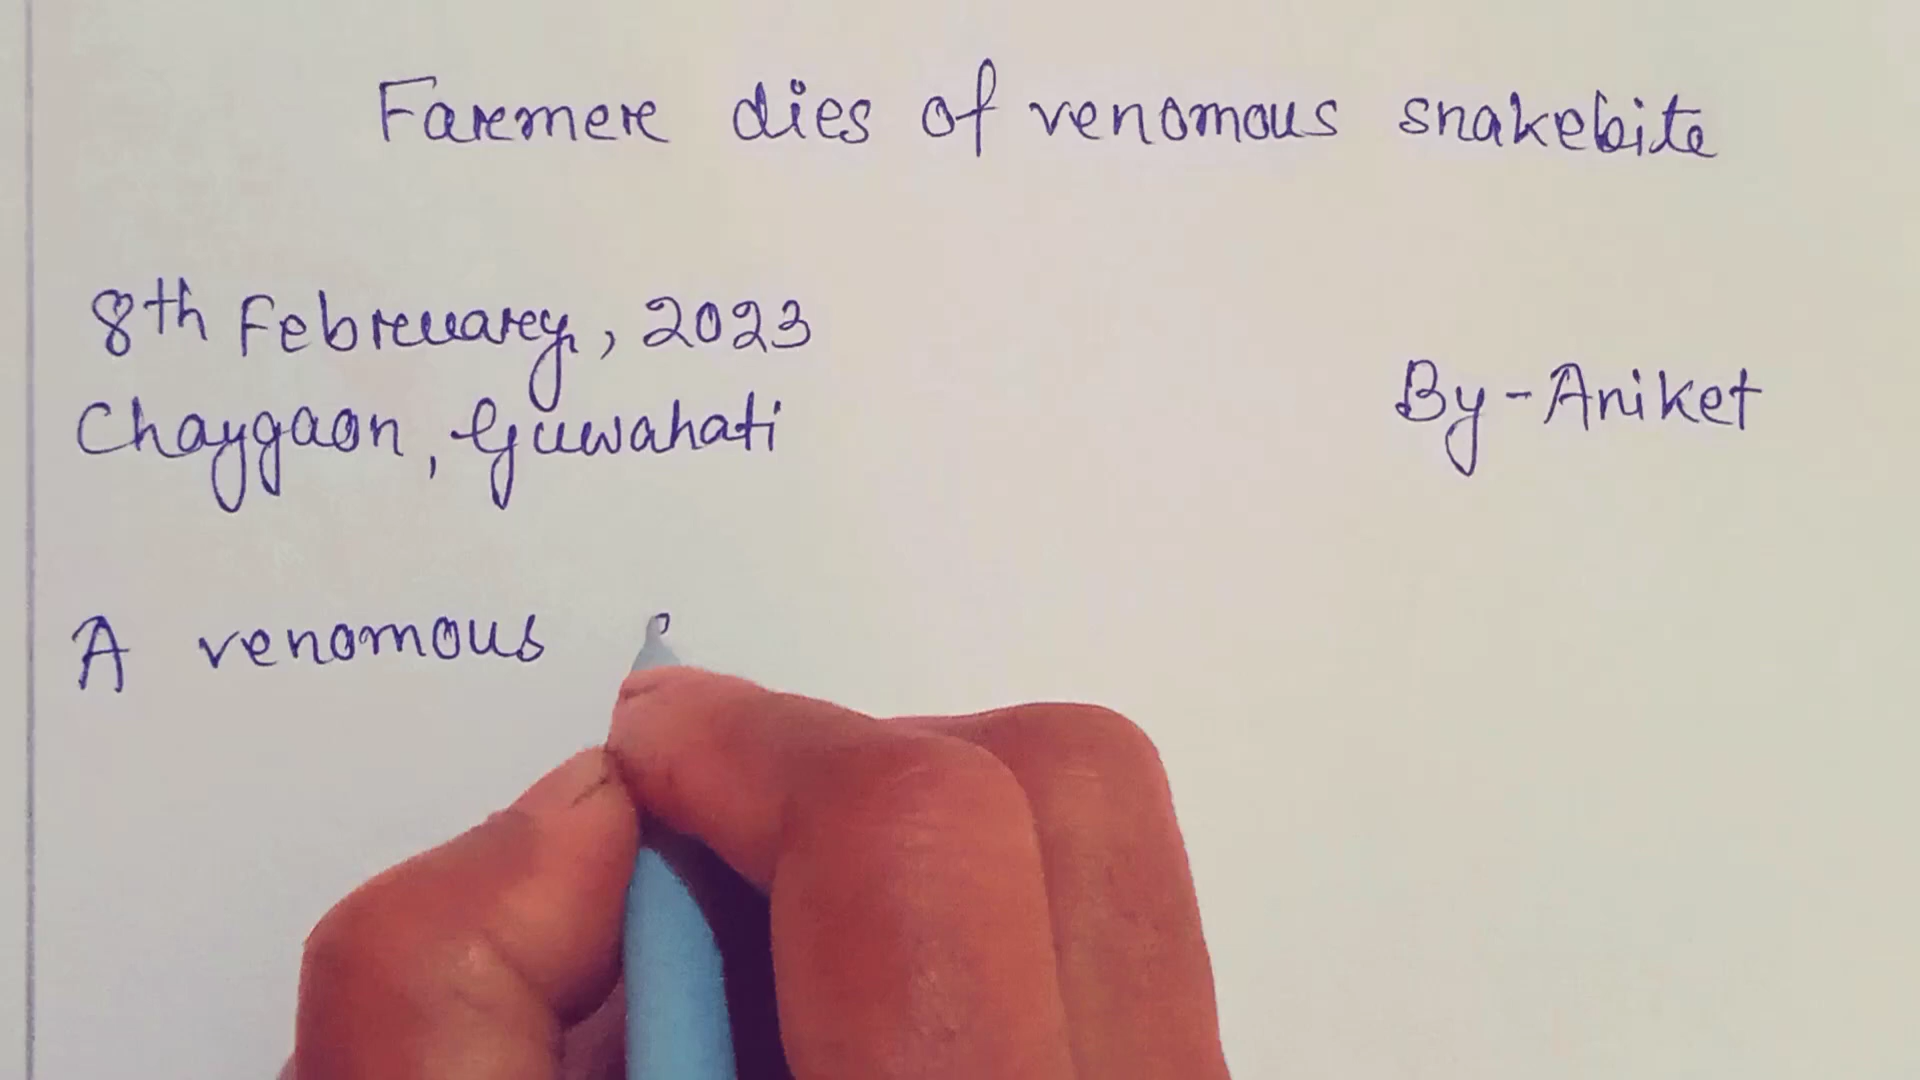 Farmer dies of venomous snakebite
8th February, 2023
Chaygaon, Guwahati
By-Aniket
A venomous